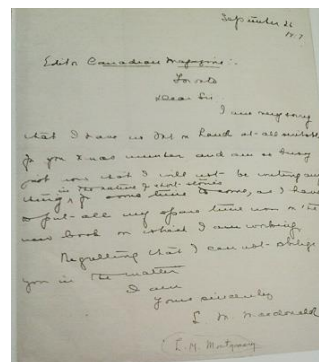 September 26
Editor Canadian Magazine:-
Toronto
Dear Sir
I am very sorry
that I have no MS on hand at all suitable
for your Xmas number and am so busy
just now that I will not be writing any
in the nature of short stories
thing for some time to come, as I have
to put all my spare time now on the
new book on which I am working.
Regretting that I cannot oblige
you in the matter
I am
Yours sincerely
L. M. Macdonald
(L. M. Montgomery